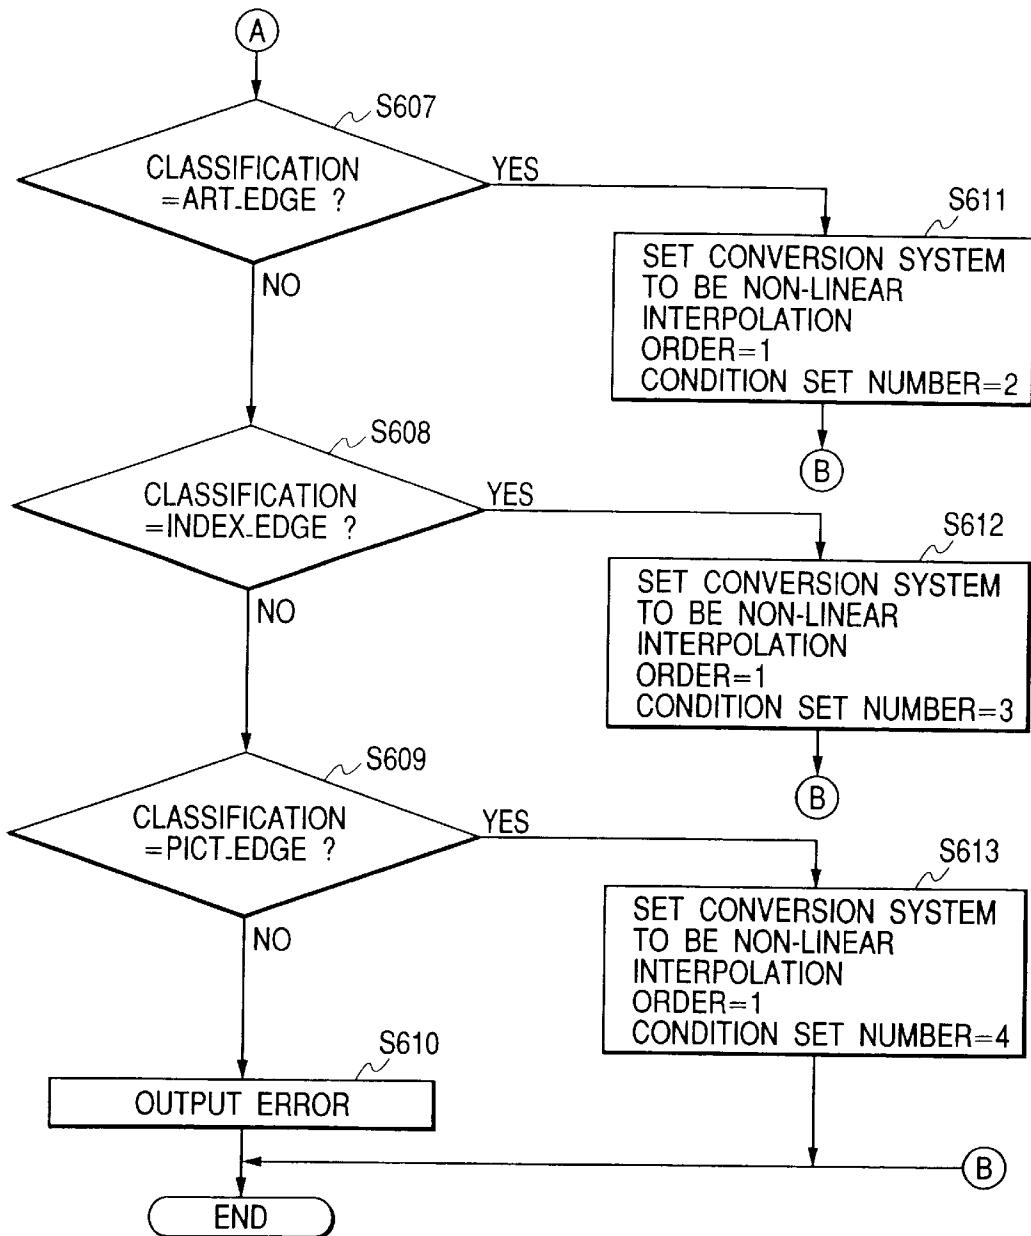 A
S607
CLASSIFICATION
=ART_EDGE ?
YES
NO
S611
SET CONVERSION SYSTEM
TO BE NON-LINEAR
INTERPOLATION
ORDER=1
CONDITION SET NUMBER=2
B
S608
CLASSIFICATION
=INDEX_EDGE ?
YES
NO
S612
SET CONVERSION SYSTEM
TO BE NON-LINEAR
INTERPOLATION
ORDER=1
CONDITION SET NUMBER=3
B
S609
CLASSIFICATION
=PICT_EDGE ?
YES
NO
S613
SET CONVERSION SYSTEM
TO BE NON-LINEAR
INTERPOLATION
ORDER=1
CONDITION SET NUMBER=4
S610
OUTPUT ERROR
B
END